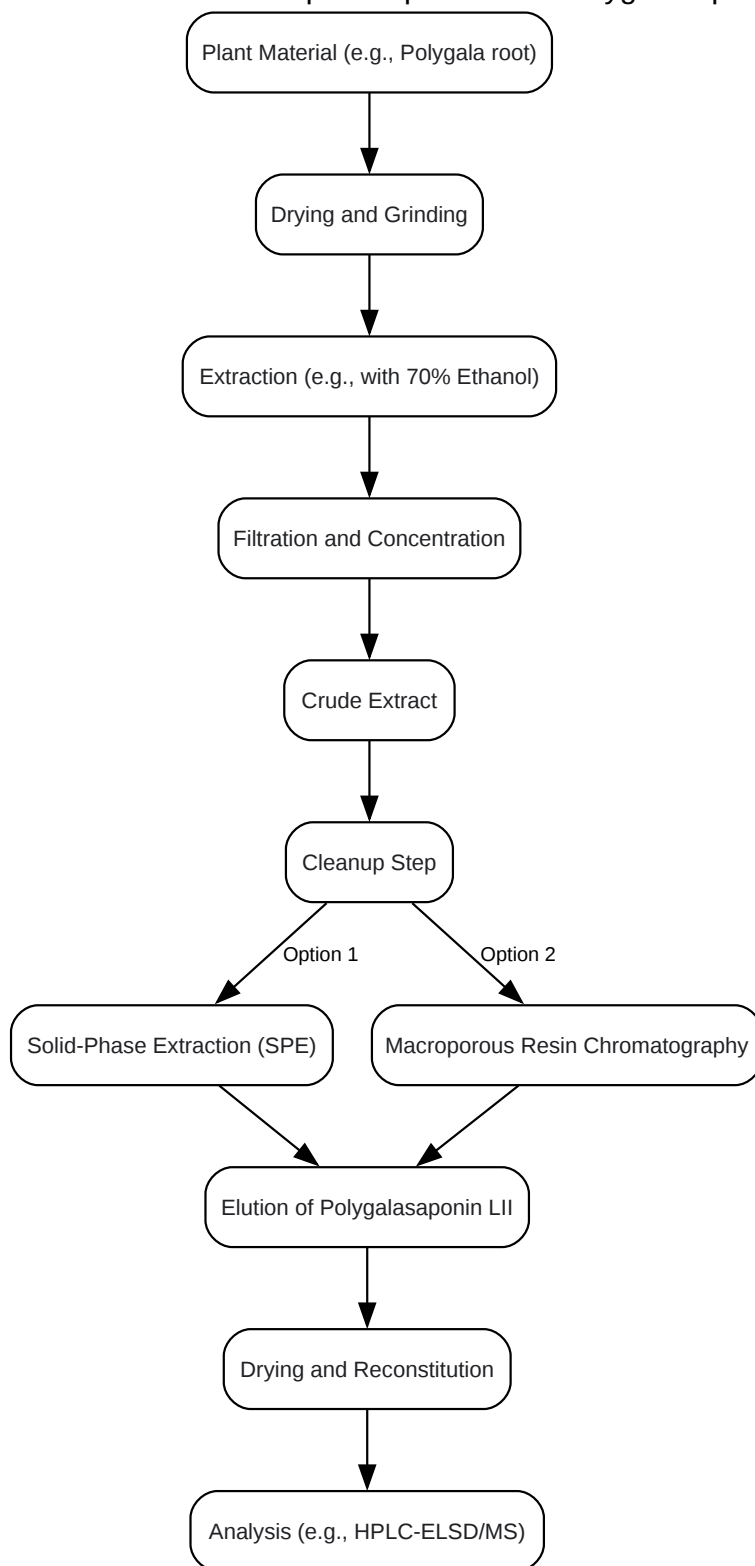 Plant Material (e.g., Polygala root)
Drying and Grinding
Extraction (e.g., with 70% Ethanol)
Filtration and Concentration
Crude Extract
Cleanup Step
Option 1
Option 2
Solid-Phase Extraction (SPE)
Macroporous Resin Chromatography
Elution of Polygalasaponin LII
Drying and Reconstitution
Analysis (e.g., HPLC-ELSD/MS)